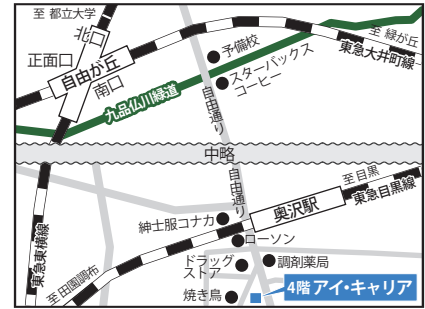 至 都立大学
北口
正面口
自由が丘
南口
九品仏川緑道
予備校
スターバックス
コーヒー
自由通り
至 緑が丘
東急大井町線
中略
自由通り
至 目黒
東急目黒線
奥沢駅
紳士服コナカ
ローソン
ドラッグ
ストア
調剤薬局
焼き鳥
4階 アイ・キャリア
東急東横線
至 田園調布